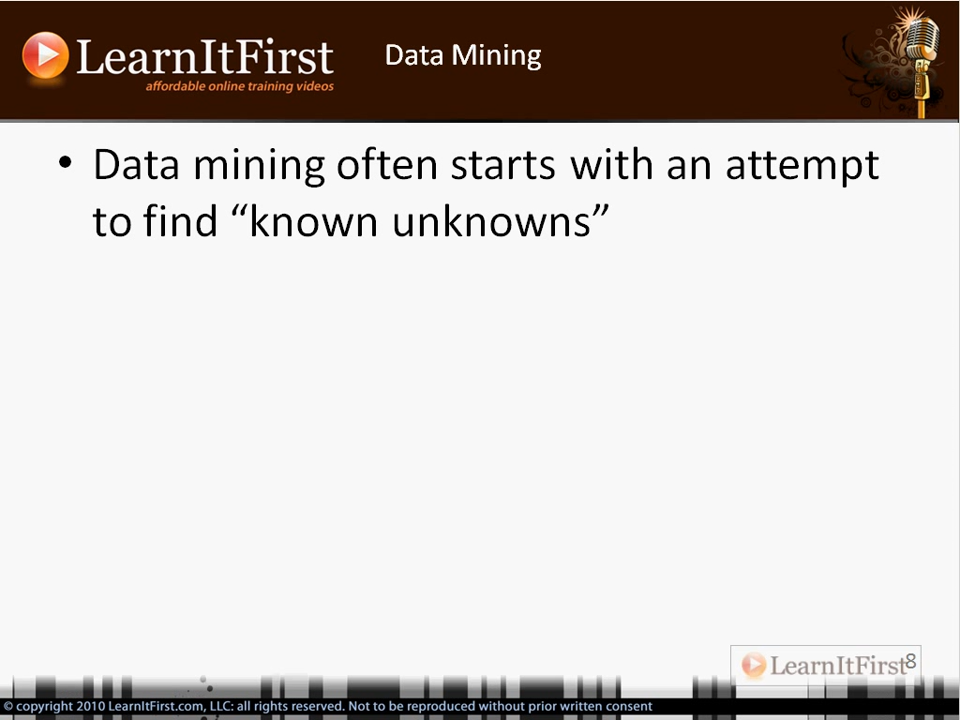 LearnItFirst
affordable online training videos
Data Mining
• Data mining often starts with an attempt
to find “known unknowns”
LearnItFirst
8
© copyright 2010 LearnItFirst.com, LLC: all rights reserved. Not to be reproduced without prior written consent